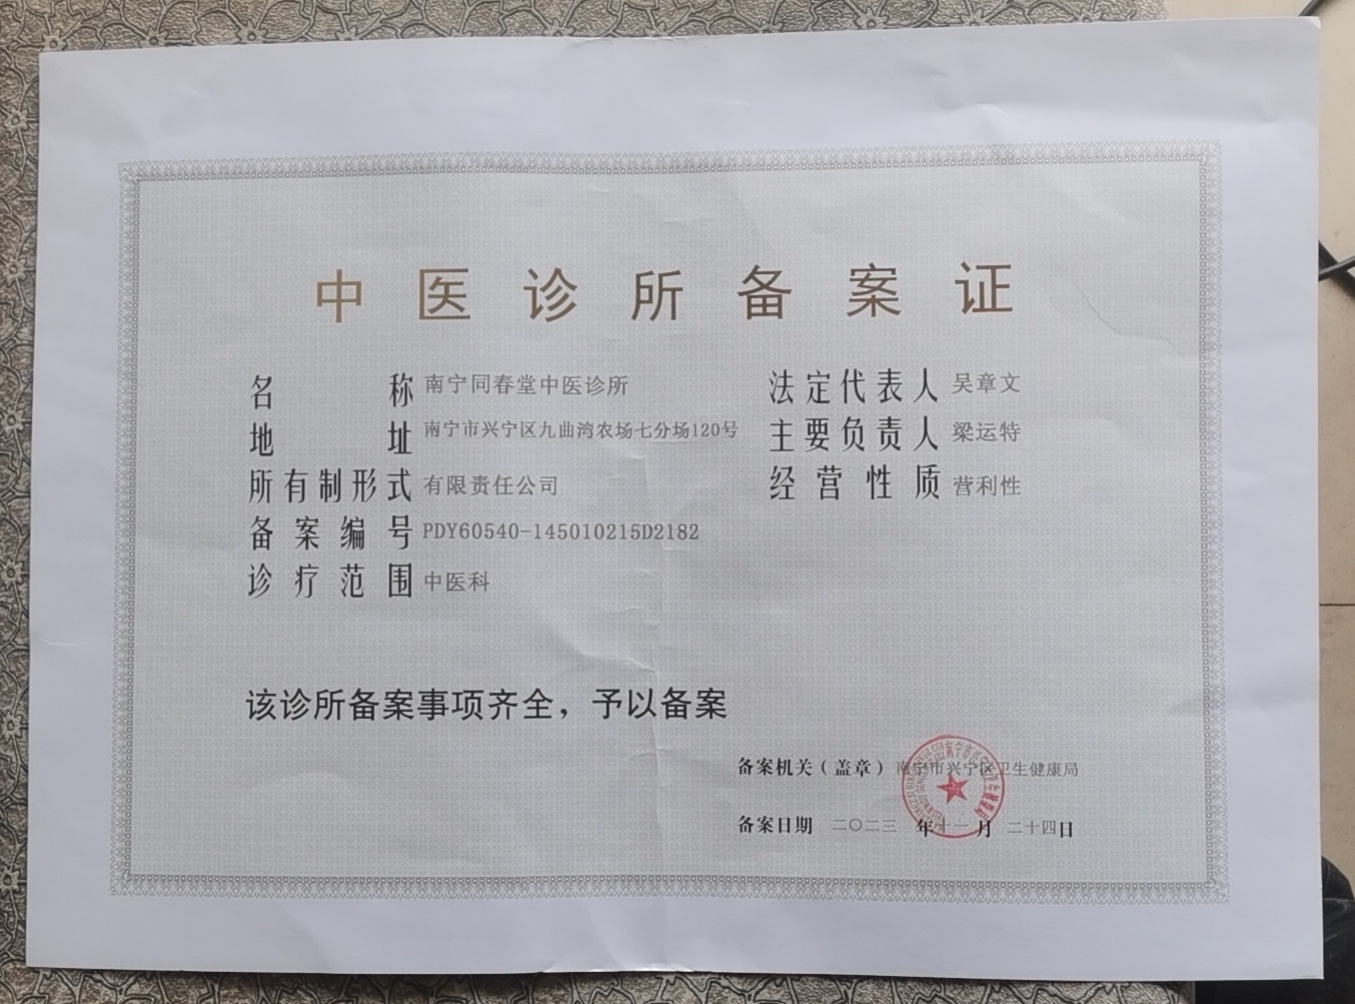 中医诊所备案证
名称 南宁同春堂中医诊所
法定代表人 吴章文
地址 南宁市兴宁区九曲湾农场七分场120号
主要负责人 梁运特
所有制形式 有限责任公司
经营性质 营利性
备案编号 PDY60540-145010215D2182
诊疗范围 中医科
该诊所备案事项齐全，予以备案
备案机关（盖章）南宁市兴宁区卫生健康局
备案日期 二〇二三 年十一月 二十四日